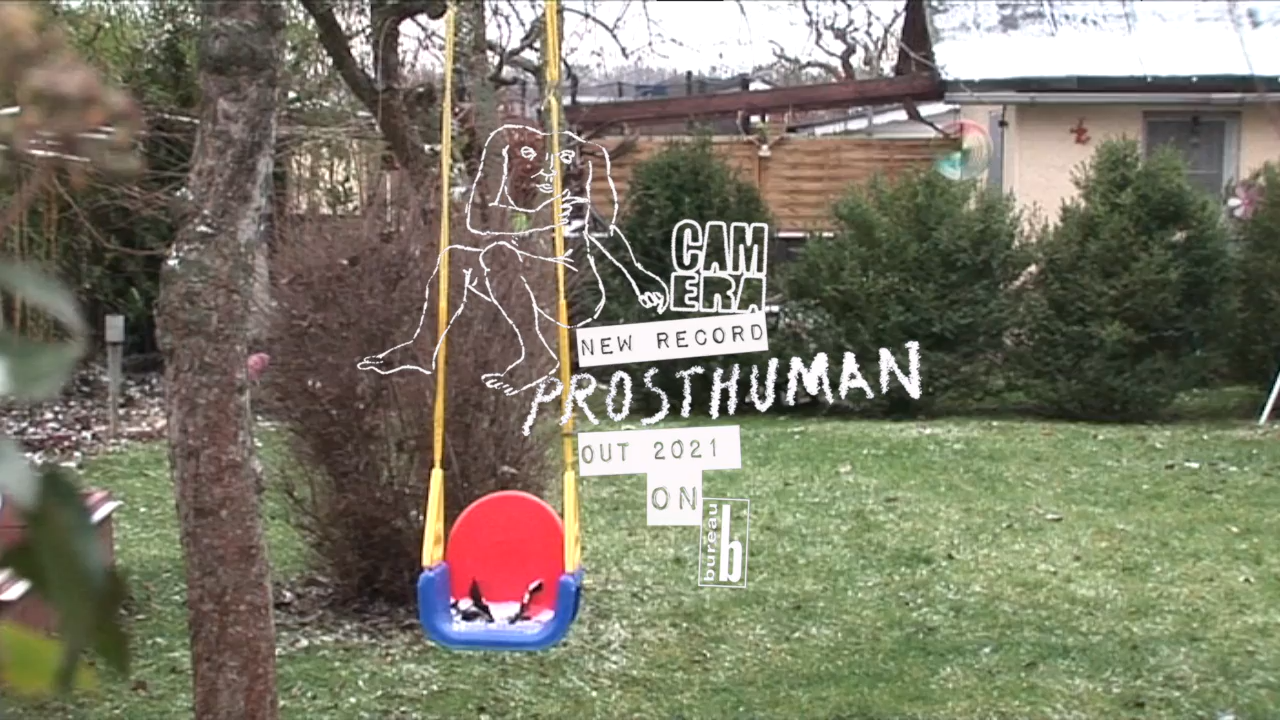 CAM
ERA
NEW RECORD
PROSTHUMAN
OUT 2021
ON
bureau b